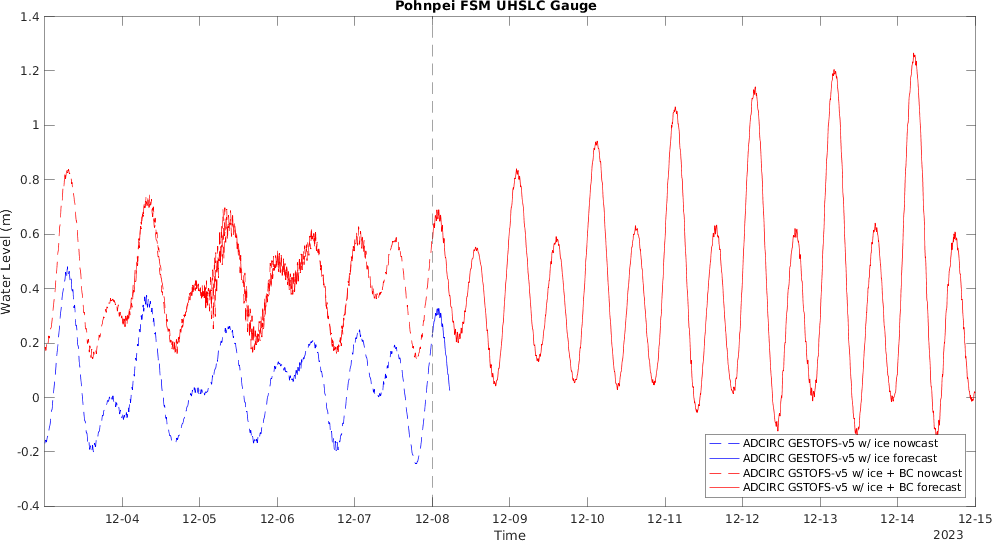 Pohnpei FSM UHSLC Gauge
1.4
1.2
1
0.8
0.6
0.4
0.2
0
-0.2
-0.4
Water Level (m)
12-04 12-05 12-06 12-07 12-08 12-09 12-10 12-11 12-12 12-13 12-14 12-15
Time
2023
ADCIRC GESTOFS-v5 w/ ice nowcast
ADCIRC GESTOFS-v5 w/ ice forecast
ADCIRC GSTOFS-v5 w/ ice + BC nowcast
ADCIRC GSTOFS-v5 w/ ice + BC forecast